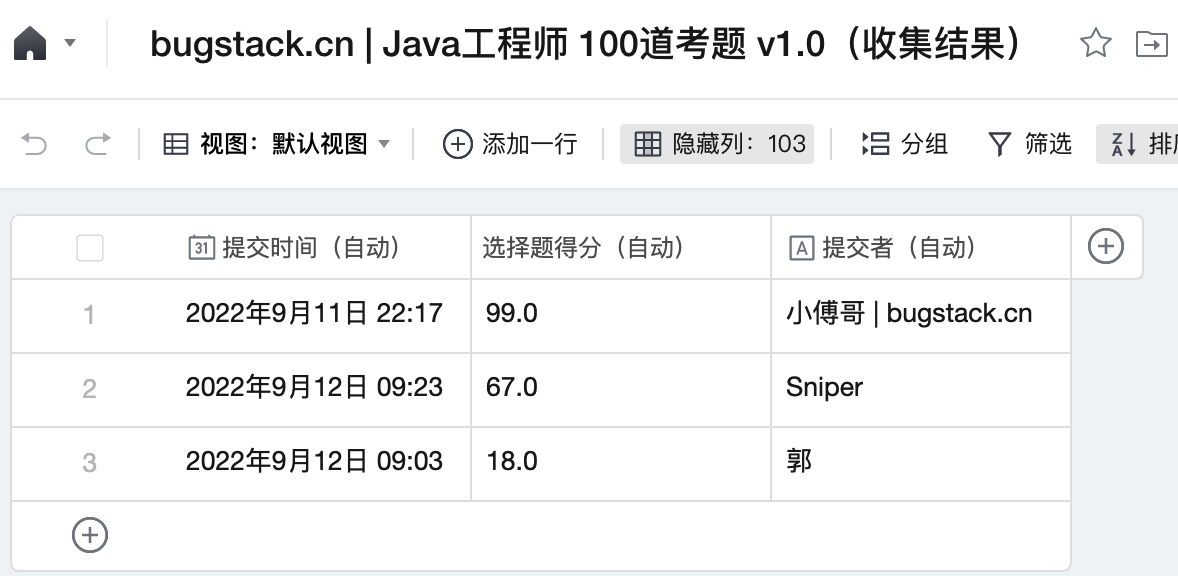 bugstack.cn | Java工程师 100道考题 v1.0（收集结果）
视图：默认视图 添加一行 隐藏列：103 分组 筛选 排
31 提交时间（自动） 选择题得分（自动） A 提交者（自动）
1 2022年9月11日 22:17 99.0 小傅哥 | bugstack.cn
2 2022年9月12日 09:23 67.0 Sniper
3 2022年9月12日 09:03 18.0 郭